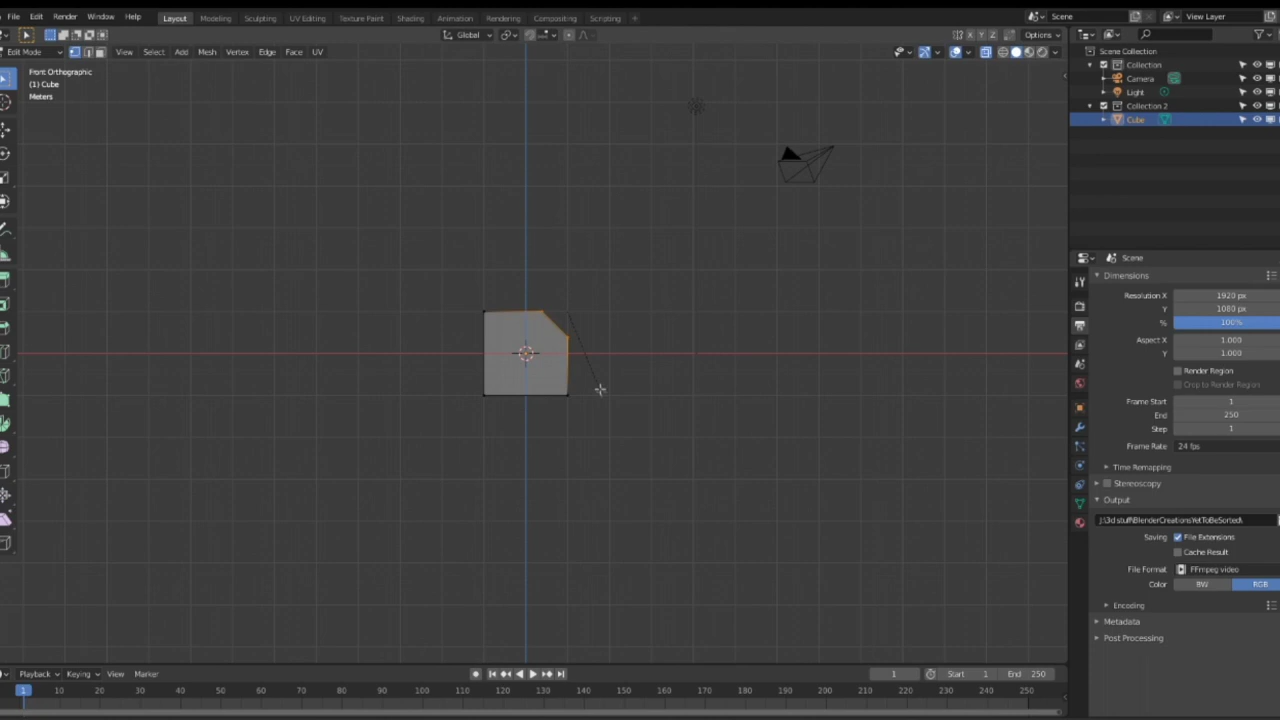 File Edit Render Window Help Layout Modeling Sculpting UV Editing Texture Paint Shading Animation Rendering Compositing Scripting + Scene View Layer
Global X Y Z Options
Edit Mode View Select Add Mesh Vertex Edge Face UV
Front Orthographic
(1) Cube
Meters
Scene Collection
Collection
Camera
Light
Collection 2
Cube
Scene
Dimensions
Resolution X 1920 px
Y 1080 px
% 100%
Aspect X 1.000
Y 1.000
Render Region
Crop to Render Region
Frame Start 1
End 250
Step 1
Frame Rate 24 fps
Time Remapping
Stereoscopy
Output
J:\3d stuff\BlenderCreationsYetToBeSorted\
Saving File Extensions
Cache Result
File Format FFmpeg video
Color BW RGB
Encoding
Metadata
Post Processing
Playback Keying View Marker 1 Start 1 End 250
1 10 20 30 40 50 60 70 80 90 100 110 120 130 140 150 160 170 180 190 200 210 220 230 240 250